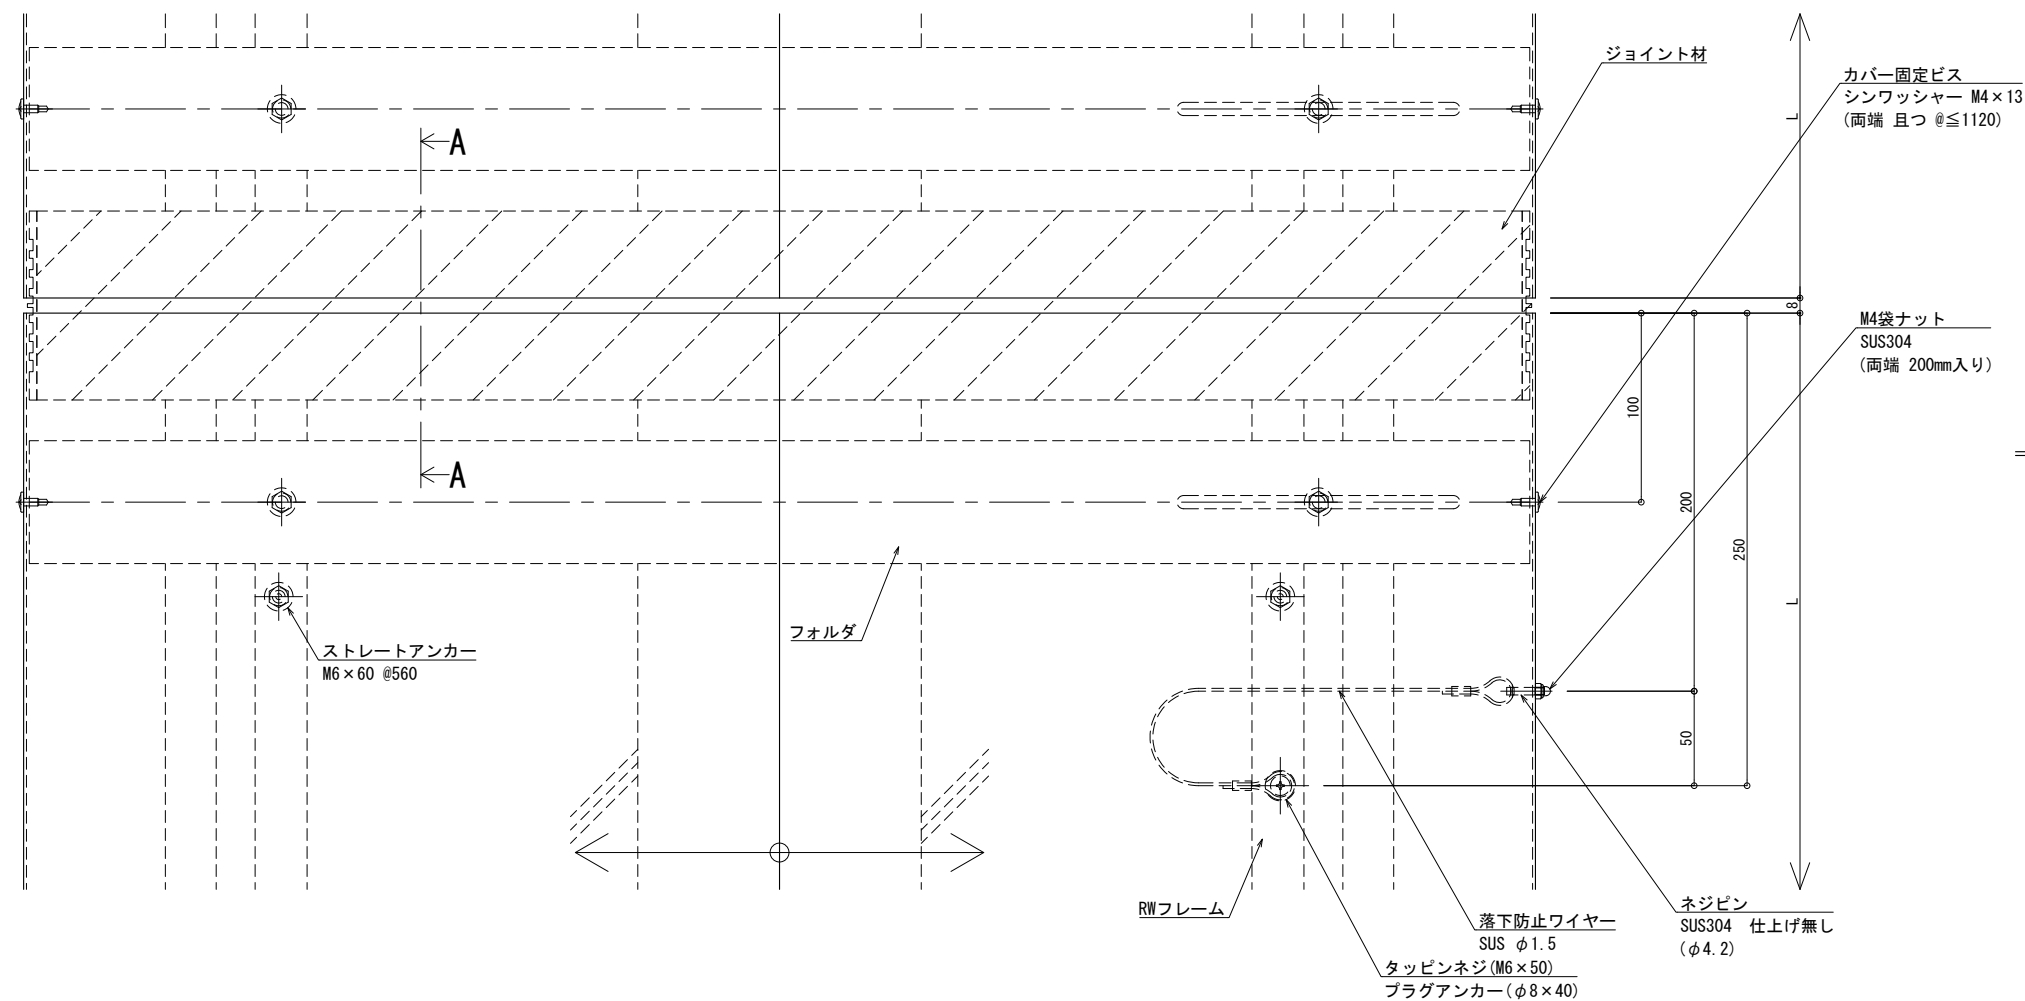 ジョイント材
カバー固定ビス
シンワッシャー M4×13
(両端 且つ @≦1120)
L
A
8
M4袋ナット
SUS304
(両端 200mm入り)
100
A
200
250
L
フォルダ
ストレートアンカー
M6×60 @560
50
RWフレーム
落下防止ワイヤー
SUS φ1.5
タッピンネジ(M6×50)
プラグアンカー(φ8×40)
ネジピン
SUS304 仕上げ無し
(φ4.2)